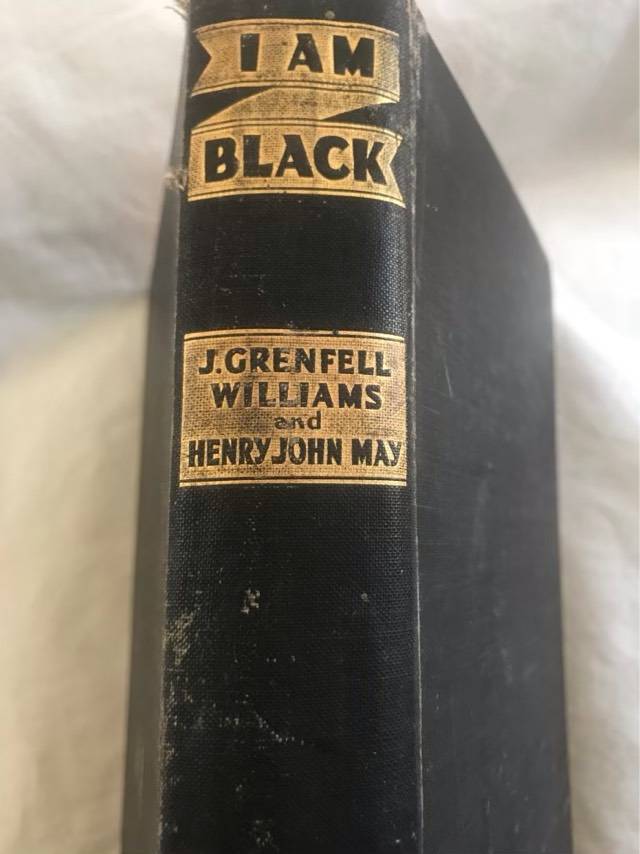 I AM
BLACK
J. GRENFELL
WILLIAMS
and
HENRY JOHN MAY